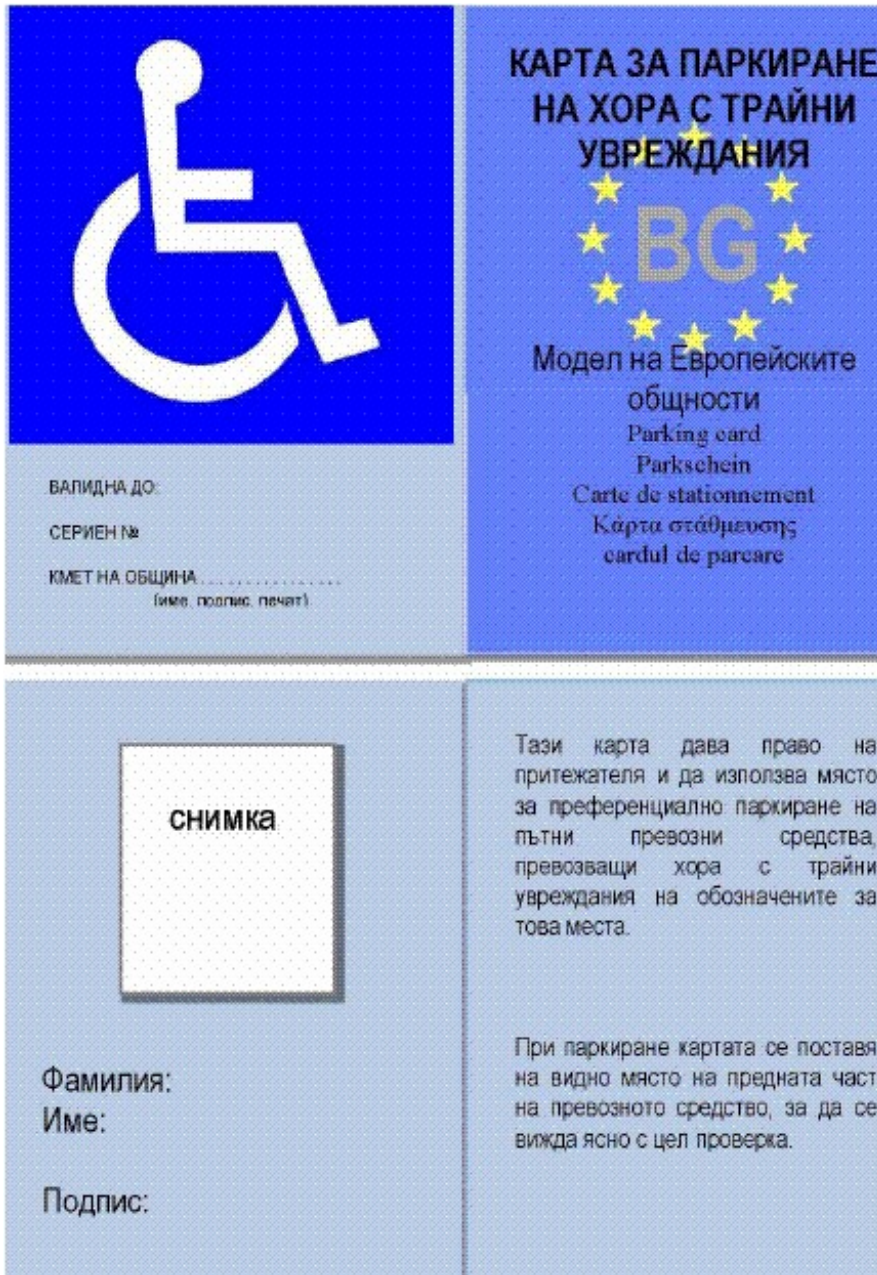 КАРТА ЗА ПАРКИРАНЕ
НА ХОРА С ТРАЙНИ
УВРЕЖДАНИЯ
BG
Модел на Европейските
общности
Parking card
Parkschein
Carte de stationnement
Κάρτα στάθμευσης
cardul de parcare
ВАЛИДНА ДО:
СЕРИЕН №
КМЕТ НА ОБЩИНА . . . . . . . . . . . . . . . . .
(име, подпис, печат)
снимка
Фамилия:
Име:
Подпис:
Тази карта дава право на
притежателя и да използва място
за преференциално паркиране на
пътни превозни средства,
превозващи хора с трайни
увреждания на обозначените за
това места.
При паркиране картата се поставя
на видно място на предната част
на превозното средство, за да се
вижда ясно с цел проверка.